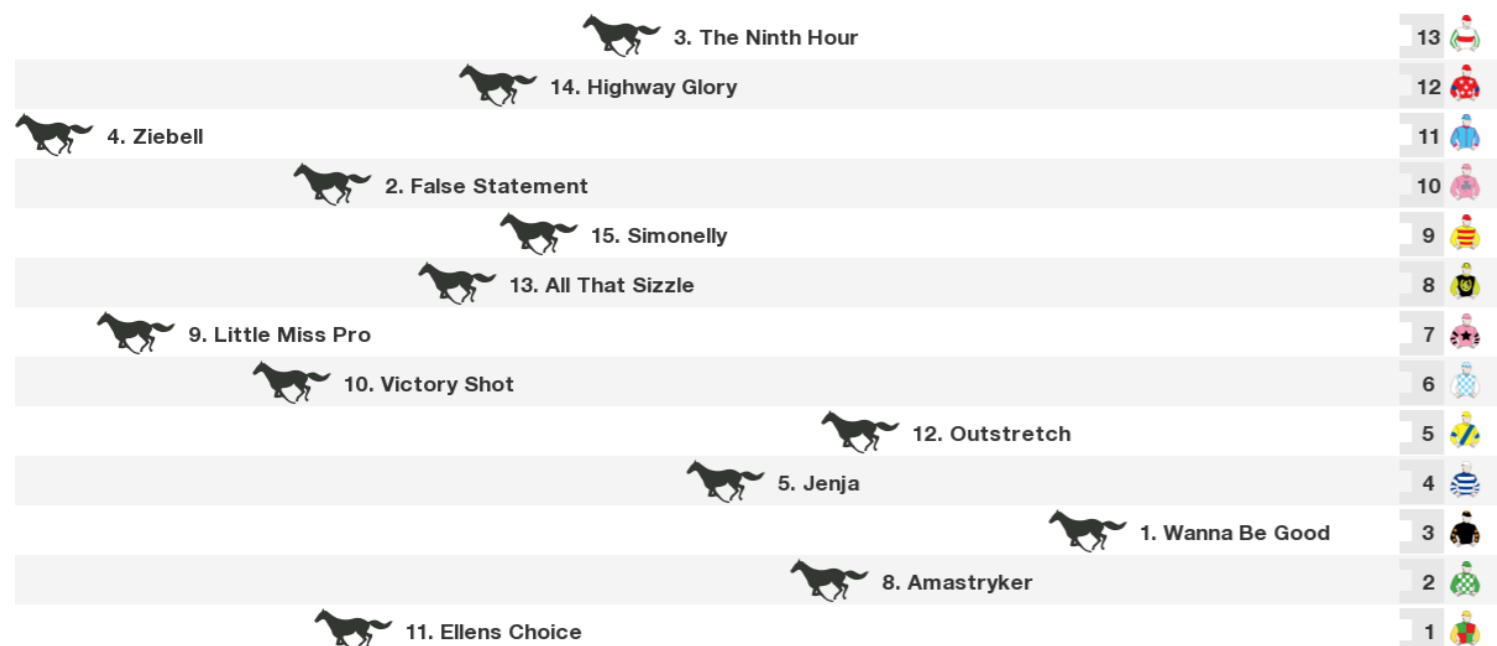 3. The Ninth Hour 13
14. Highway Glory 12
4. Ziebell 11
2. False Statement 10
15. Simonelly 9
13. All That Sizzle 8
9. Little Miss Pro 7
10. Victory Shot 6
12. Outstretch 5
5. Jenja 4
1. Wanna Be Good 3
8. Amastryker 2
11. Ellens Choice 1